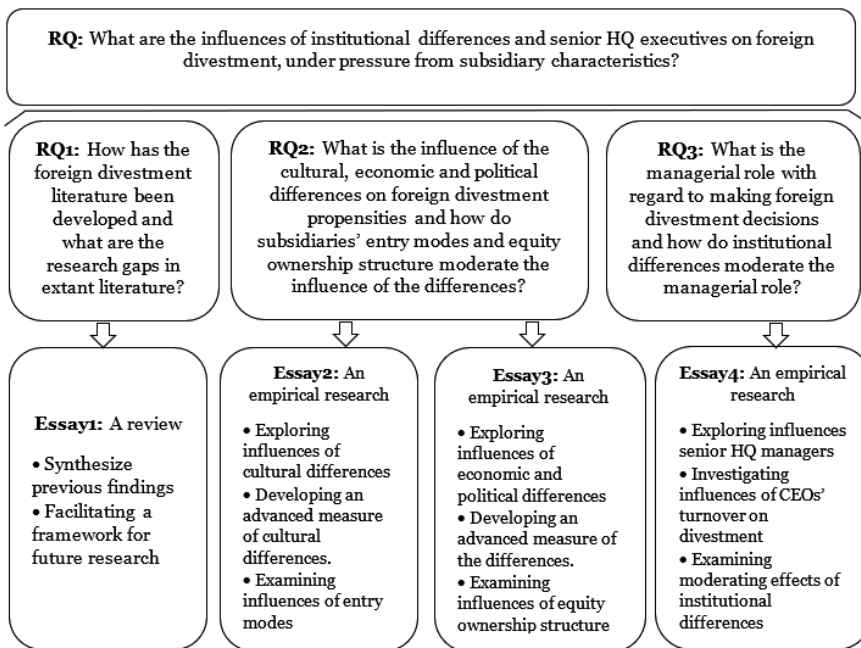 RQ: What are the influences of institutional differences and senior HQ executives on foreign
divestment, under pressure from subsidiary characteristics?
RQ1: How has the
foreign divestment
literature been
developed and
what are the
research gaps in
extant literature?
RQ2: What is the influence of the
cultural, economic and political
differences on foreign divestment
propensities and how do
subsidiaries' entry modes and equity
ownership structure moderate the
influence of the differences?
RQ3: What is the
managerial role with
regard to making foreign
divestment decisions
and how do institutional
differences moderate the
managerial role?
Essay1: A review
• Synthesize
previous findings
• Facilitating a
framework for
future research
Essay2: An
empirical research
• Exploring
influences of
cultural differences
• Developing an
advanced measure
of cultural
differences.
• Examining
influences of entry
modes
Essay3: An
empirical research
• Exploring
influences of
economic and
political differences
• Developing an
advanced measure of
the differences.
• Examining
influences of equity
ownership structure
Essay4: An empirical
research
• Exploring influences
senior HQ managers
• Investigating
influences of CEOs'
turnover on
divestment
• Examining
moderating effects of
institutional
differences